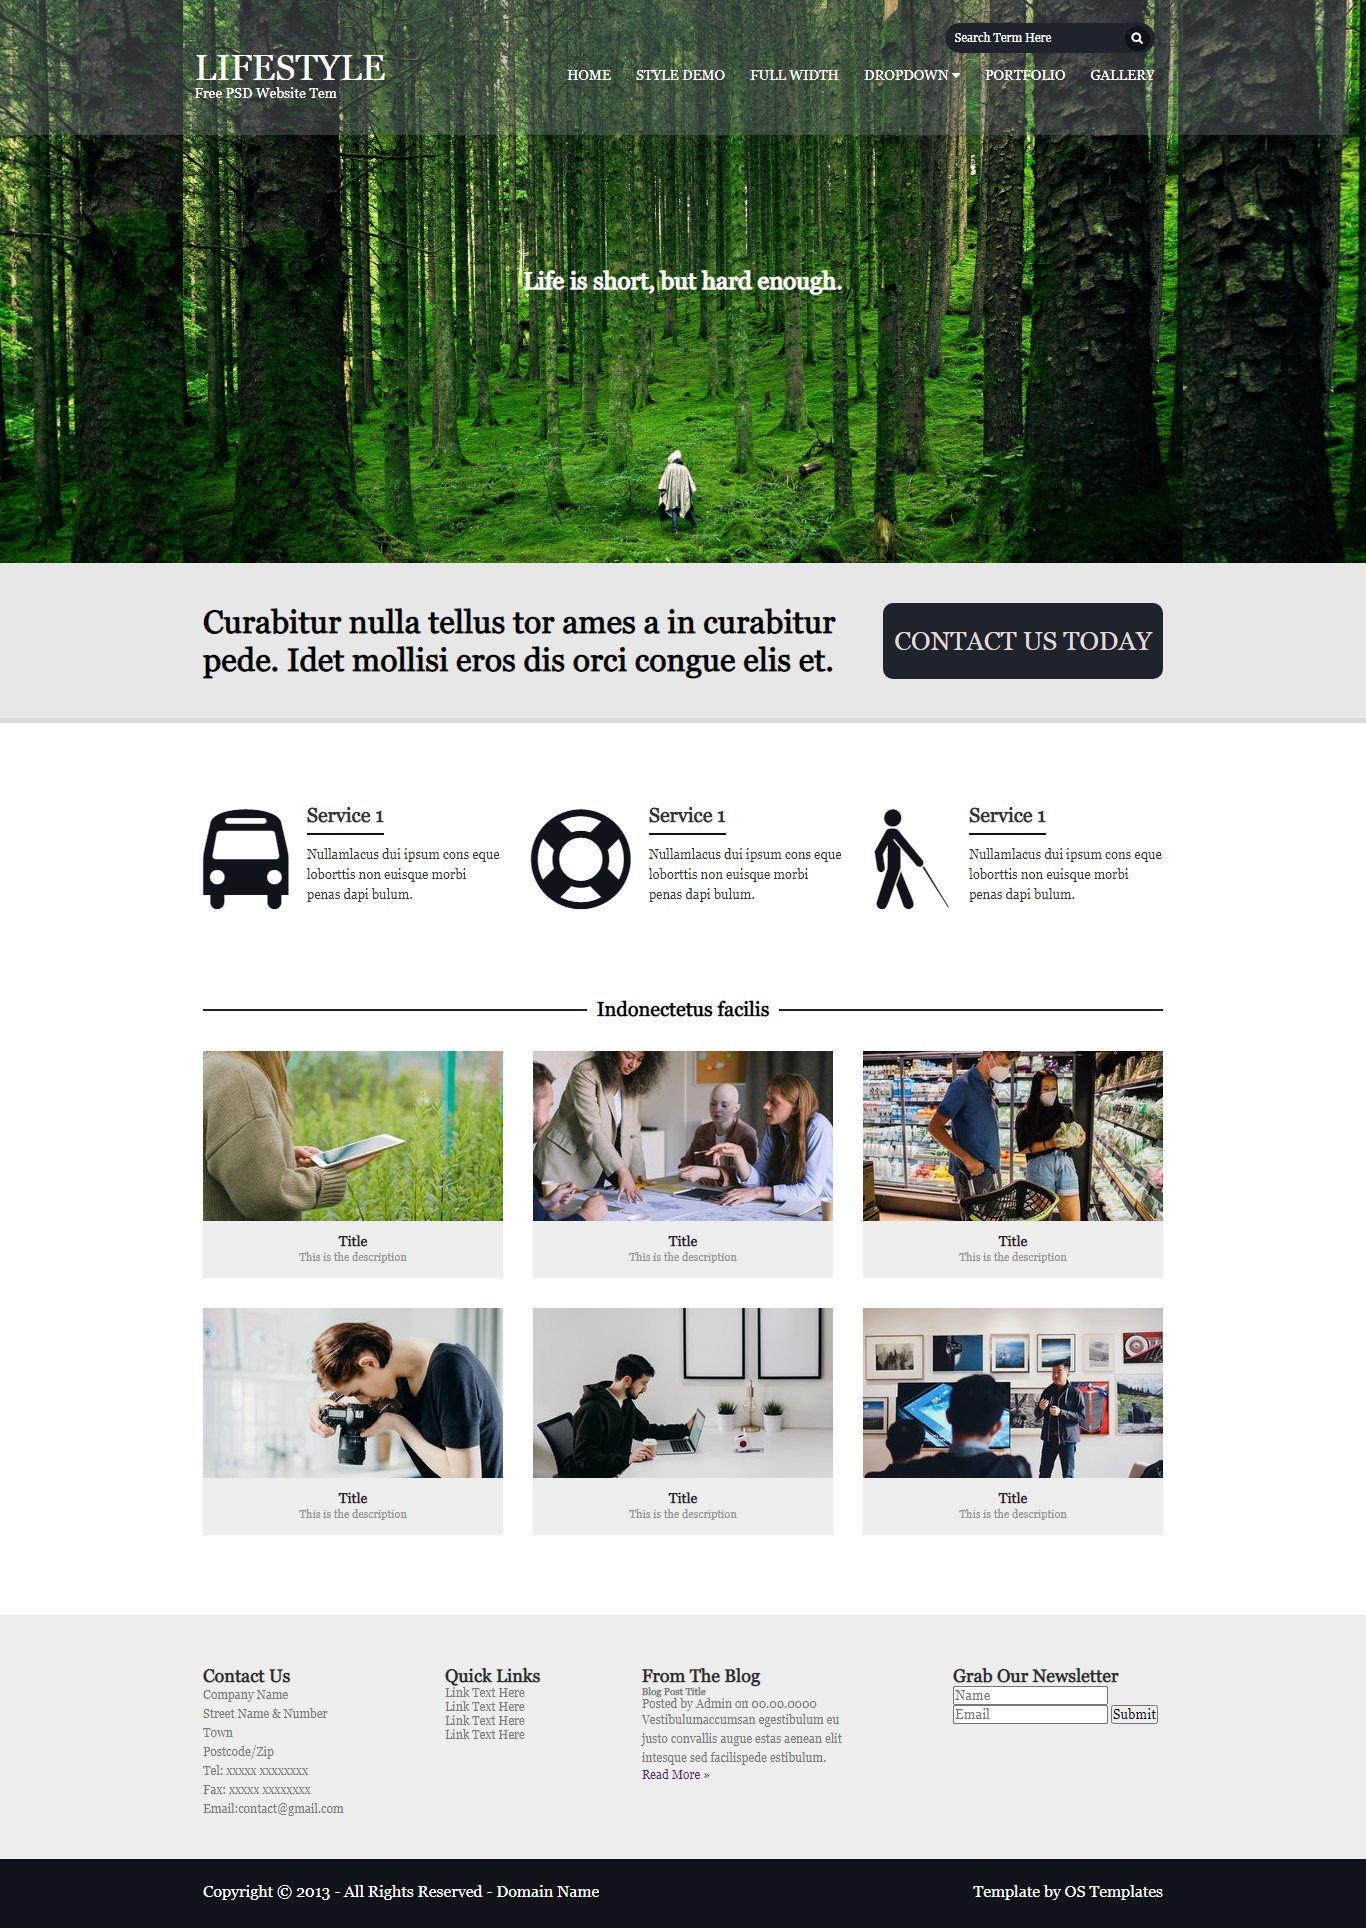 Search Term Here
LIFESTYLE
Free PSD Website Tem
HOME STYLE DEMO FULL WIDTH DROPDOWN PORTFOLIO GALLERY
Life is short, but hard enough.
Curabitur nulla tellus tor ames a in curabitur
pede. Idet mollisi eros dis orci congue elis et.
CONTACT US TODAY
Service 1
Nullamlacus dui ipsum cons eque
loborttis non euisque morbi
penas dapi bulum.
Service 1
Nullamlacus dui ipsum cons eque
loborttis non euisque morbi
penas dapi bulum.
Service 1
Nullamlacus dui ipsum cons eque
loborttis non euisque morbi
penas dapi bulum.
Indonectetus facilis
Title
This is the description
Title
This is the description
Title
This is the description
Title
This is the description
Title
This is the description
Title
This is the description
Contact Us
Company Name
Street Name & Number
Town
Postcode/Zip
Tel: xxxxx xxxxxxxx
Fax: xxxxx xxxxxxxx
Email:contact@gmail.com
Quick Links
Link Text Here
Link Text Here
Link Text Here
Link Text Here
From The Blog
Blog Post Title
Posted by Admin on 00.00.0000
Vestibulumaccumsan egestibulum eu
justo convallis augue estas aenean elit
intesque sed facilispede estibulum.
Read More »
Grab Our Newsletter
Name
Email
Submit
Copyright © 2013 - All Rights Reserved - Domain Name
Template by OS Templates